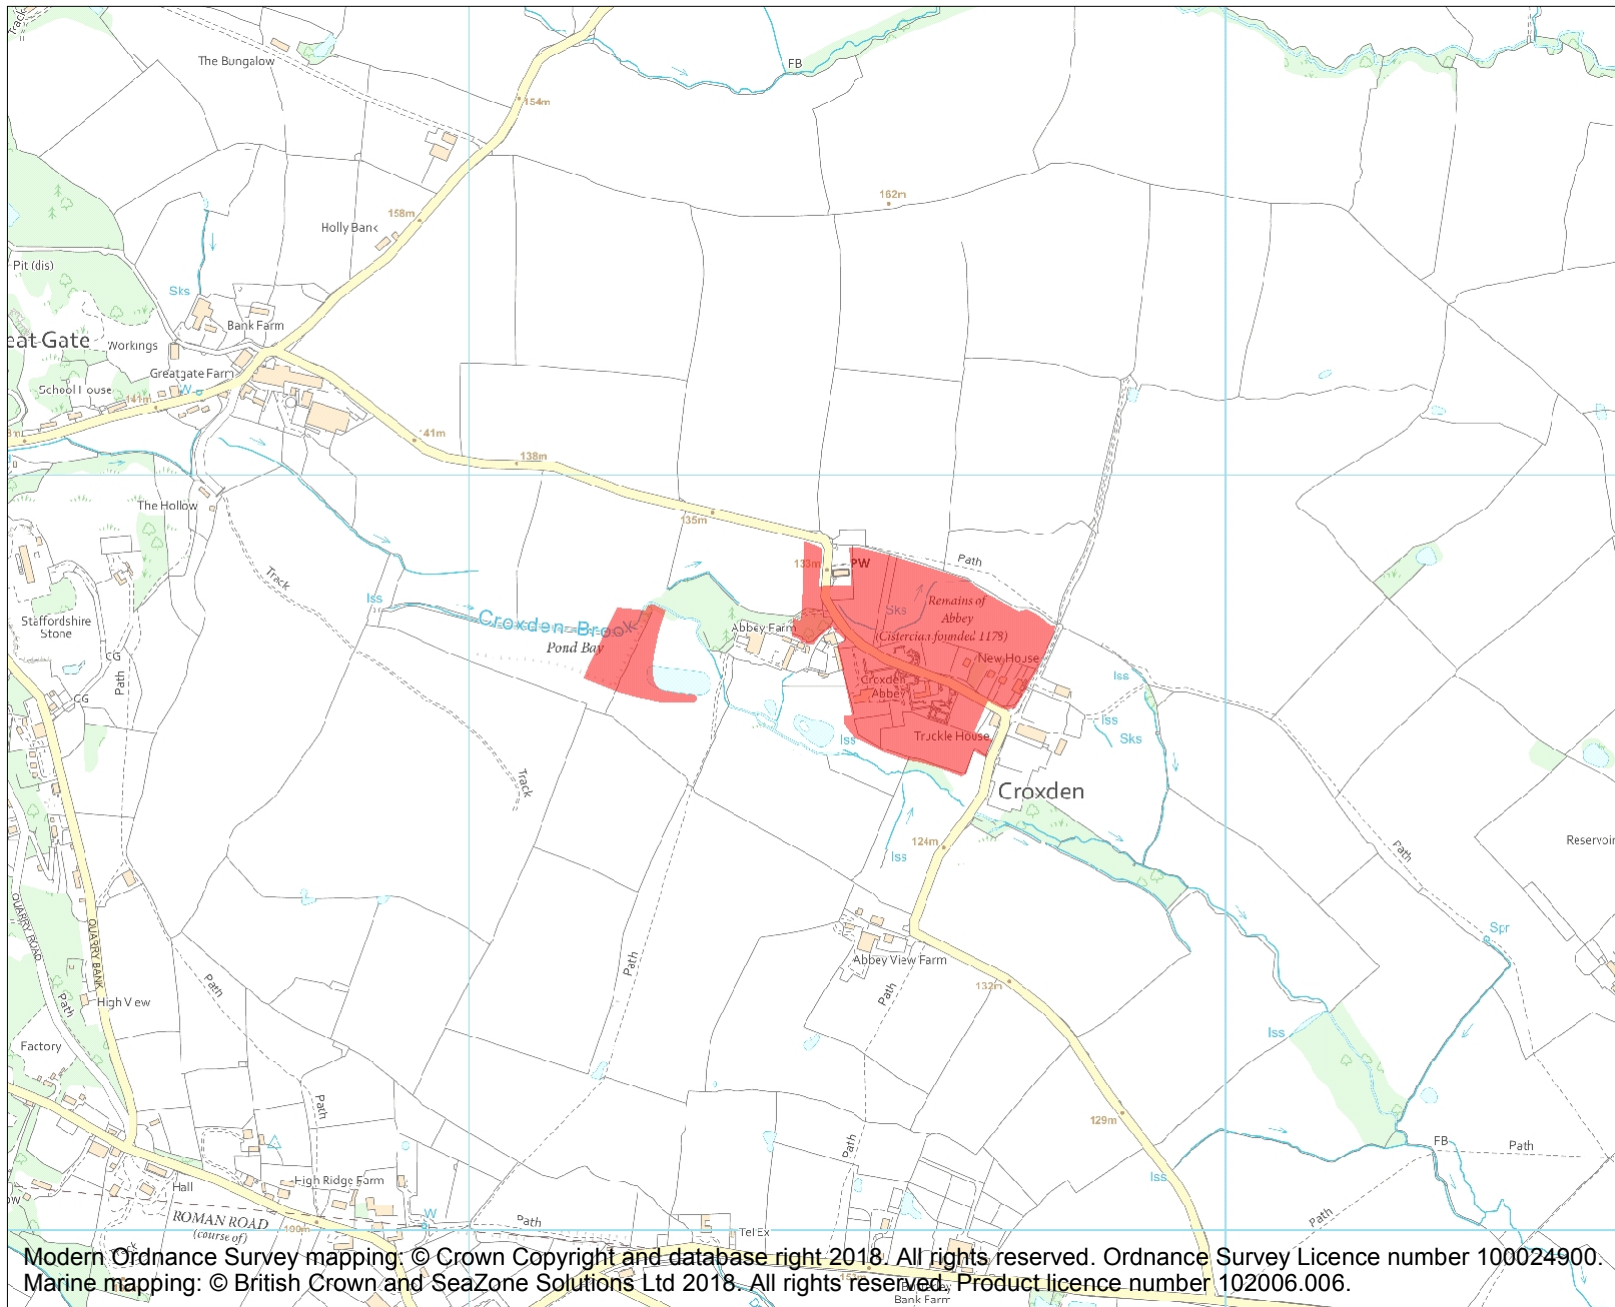 Track
The Bungalow
FB
154m
162m
158m
Holly Bank
Pit (dis)
Sks
Bank Farm
eat Gate
Workings
Greatgate Farm
School House
W
141m
141m
138m
The Hollow
135m
Path
133m
PW
Track
Iss
Sks
Remains of
Abbey
(Cistercian founded 1178)
Staffordshire
Stone
Croxden Brook
Pond Bay
Abbey Farm
CG
Path
New House
Croxden
Abbey
Iss
CG
Iss
Sks
Iss
Truckle House
Track
Croxden
124m
Iss
Path
Reservoir
QUARRY ROAD
QUARRY BANK
Spr
Path
Abbey View Farm
Path
132m
Path
High View
Path
Iss
Factory
Path
129m
Path
FB
Path
Iss
High Ridge Farm
Hall
W
ROMAN ROAD
(course of)
Path
Path
Tel Ex
Track
Modern Ordnance Survey mapping: © Crown Copyright and database right 2018. All rights reserved. Ordnance Survey Licence number 100024900.
Marine mapping: © British Crown and SeaZone Solutions Ltd 2018. All rights reserved. Product licence number 102006.006.
Bank Farm